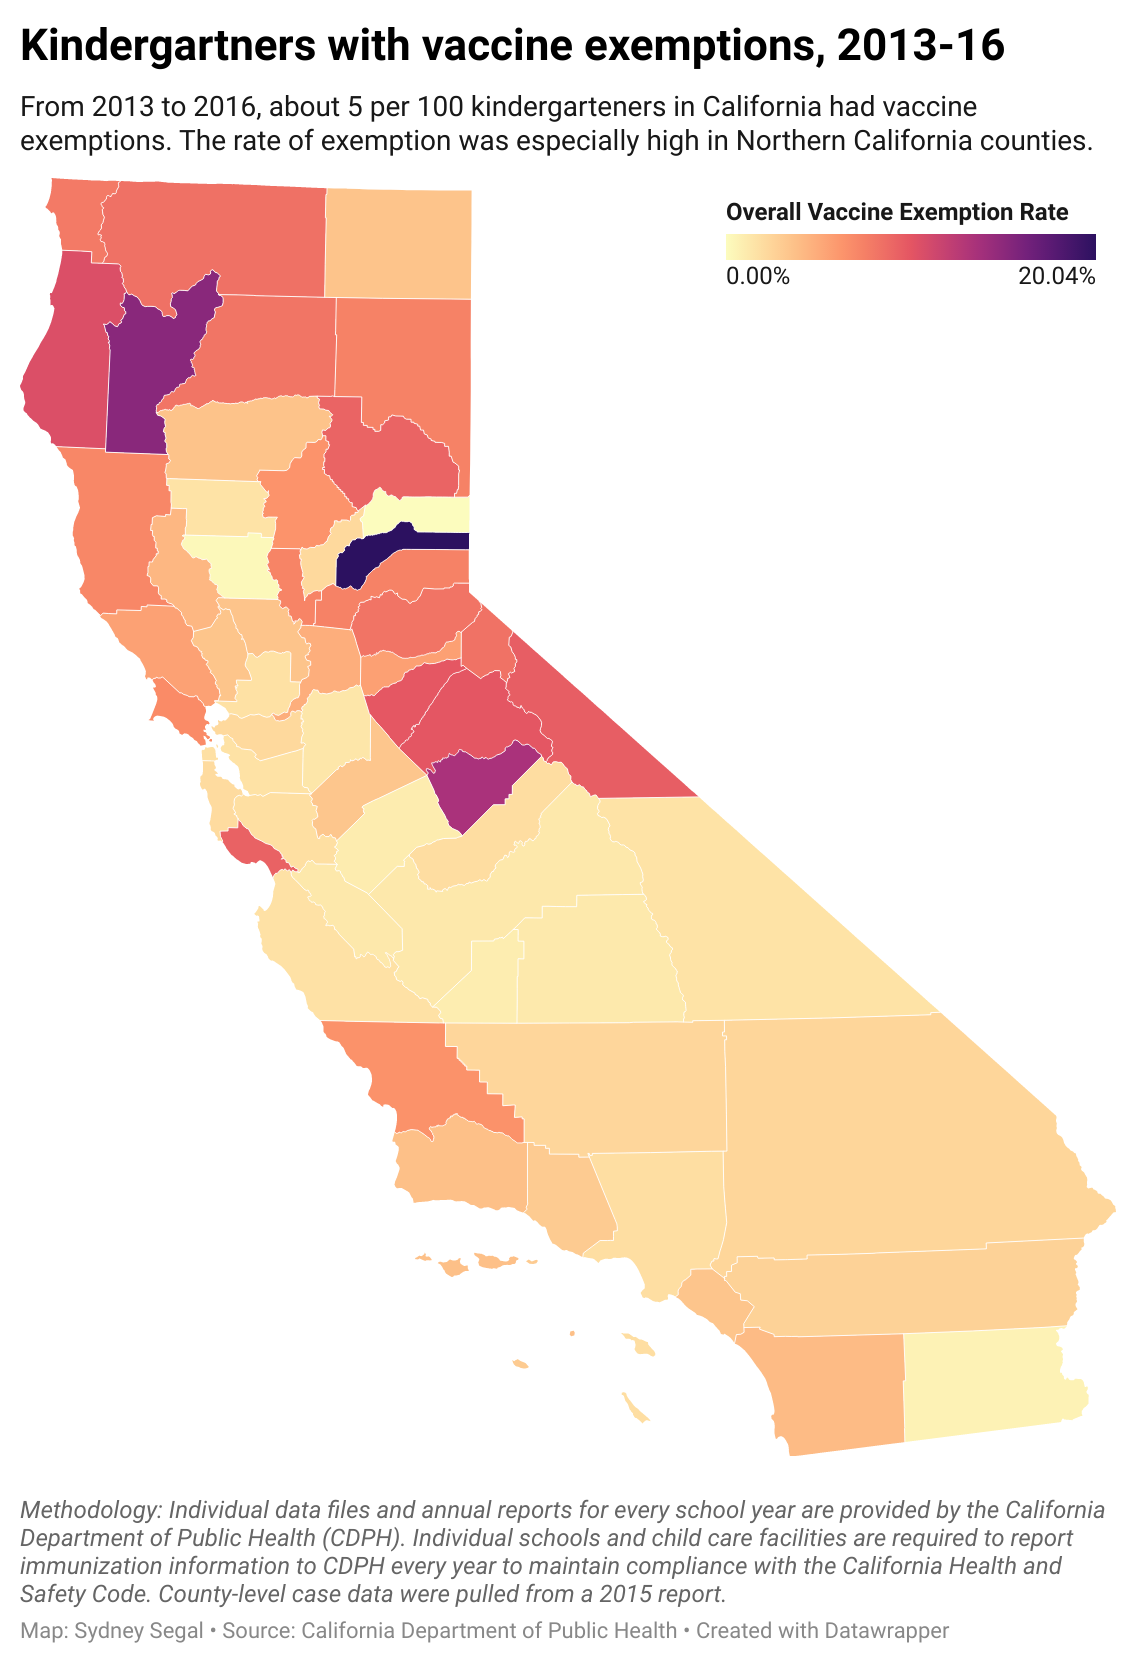 Kindergartners with vaccine exemptions, 2013-16
From 2013 to 2016, about 5 per 100 kindergarteners in California had vaccine
exemptions. The rate of exemption was especially high in Northern California counties.
Overall Vaccine Exemption Rate
0.00% 20.04%
Methodology: Individual data files and annual reports for every school year are provided by the California
Department of Public Health (CDPH). Individual schools and child care facilities are required to report
immunization information to CDPH every year to maintain compliance with the California Health and
Safety Code. County-level case data were pulled from a 2015 report.
Map: Sydney Segal • Source: California Department of Public Health • Created with Datawrapper